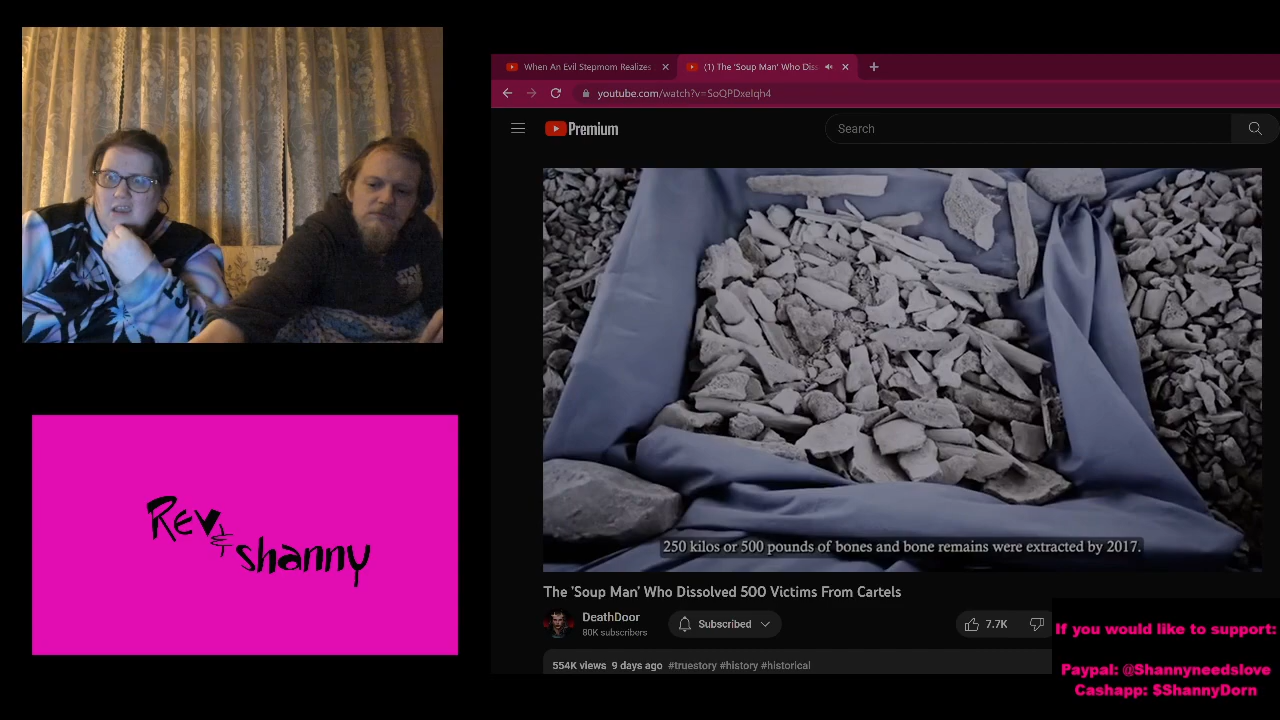 When An Evil Stepmom Realizes
(1) The 'Soup Man' Who Diss
youtube.com/watch?v=SoQPDxeIqh4
Premium
Search
250 kilos or 500 pounds of bones and bone remains were extracted by 2017.
The 'Soup Man' Who Dissolved 500 Victims From Cartels
DeathDoor
80K subscribers
Subscribed
7.7K
554K views 9 days ago #truestory #history #historical
Rev
&
shanny
If you would like to support:
Paypal: @Shannyneedslove
Cashapp: $ShannyDorn